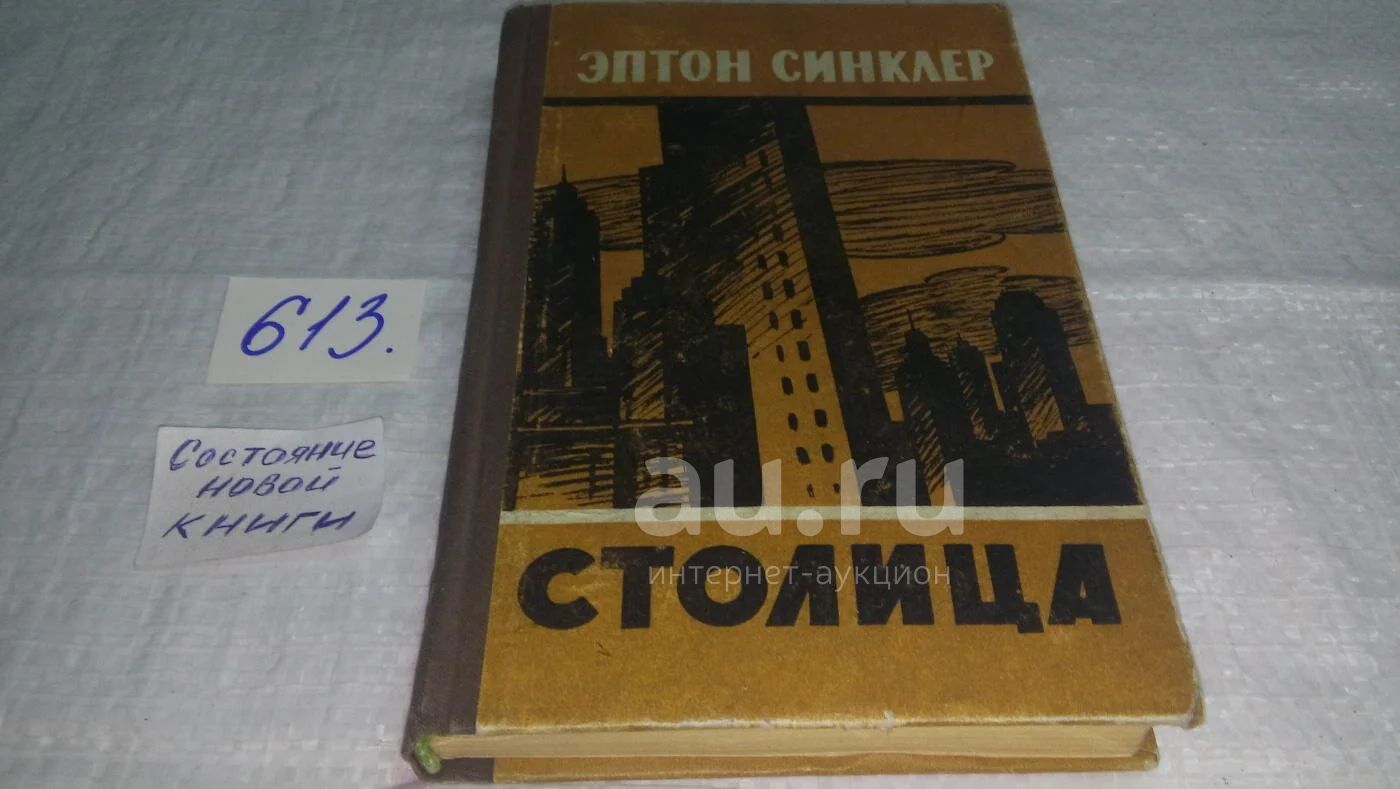 ЭПТОН СИНКЛЕР
613.
Состояние
новой
книги
au.ru
интернет-аукцион
СТОЛИЦА